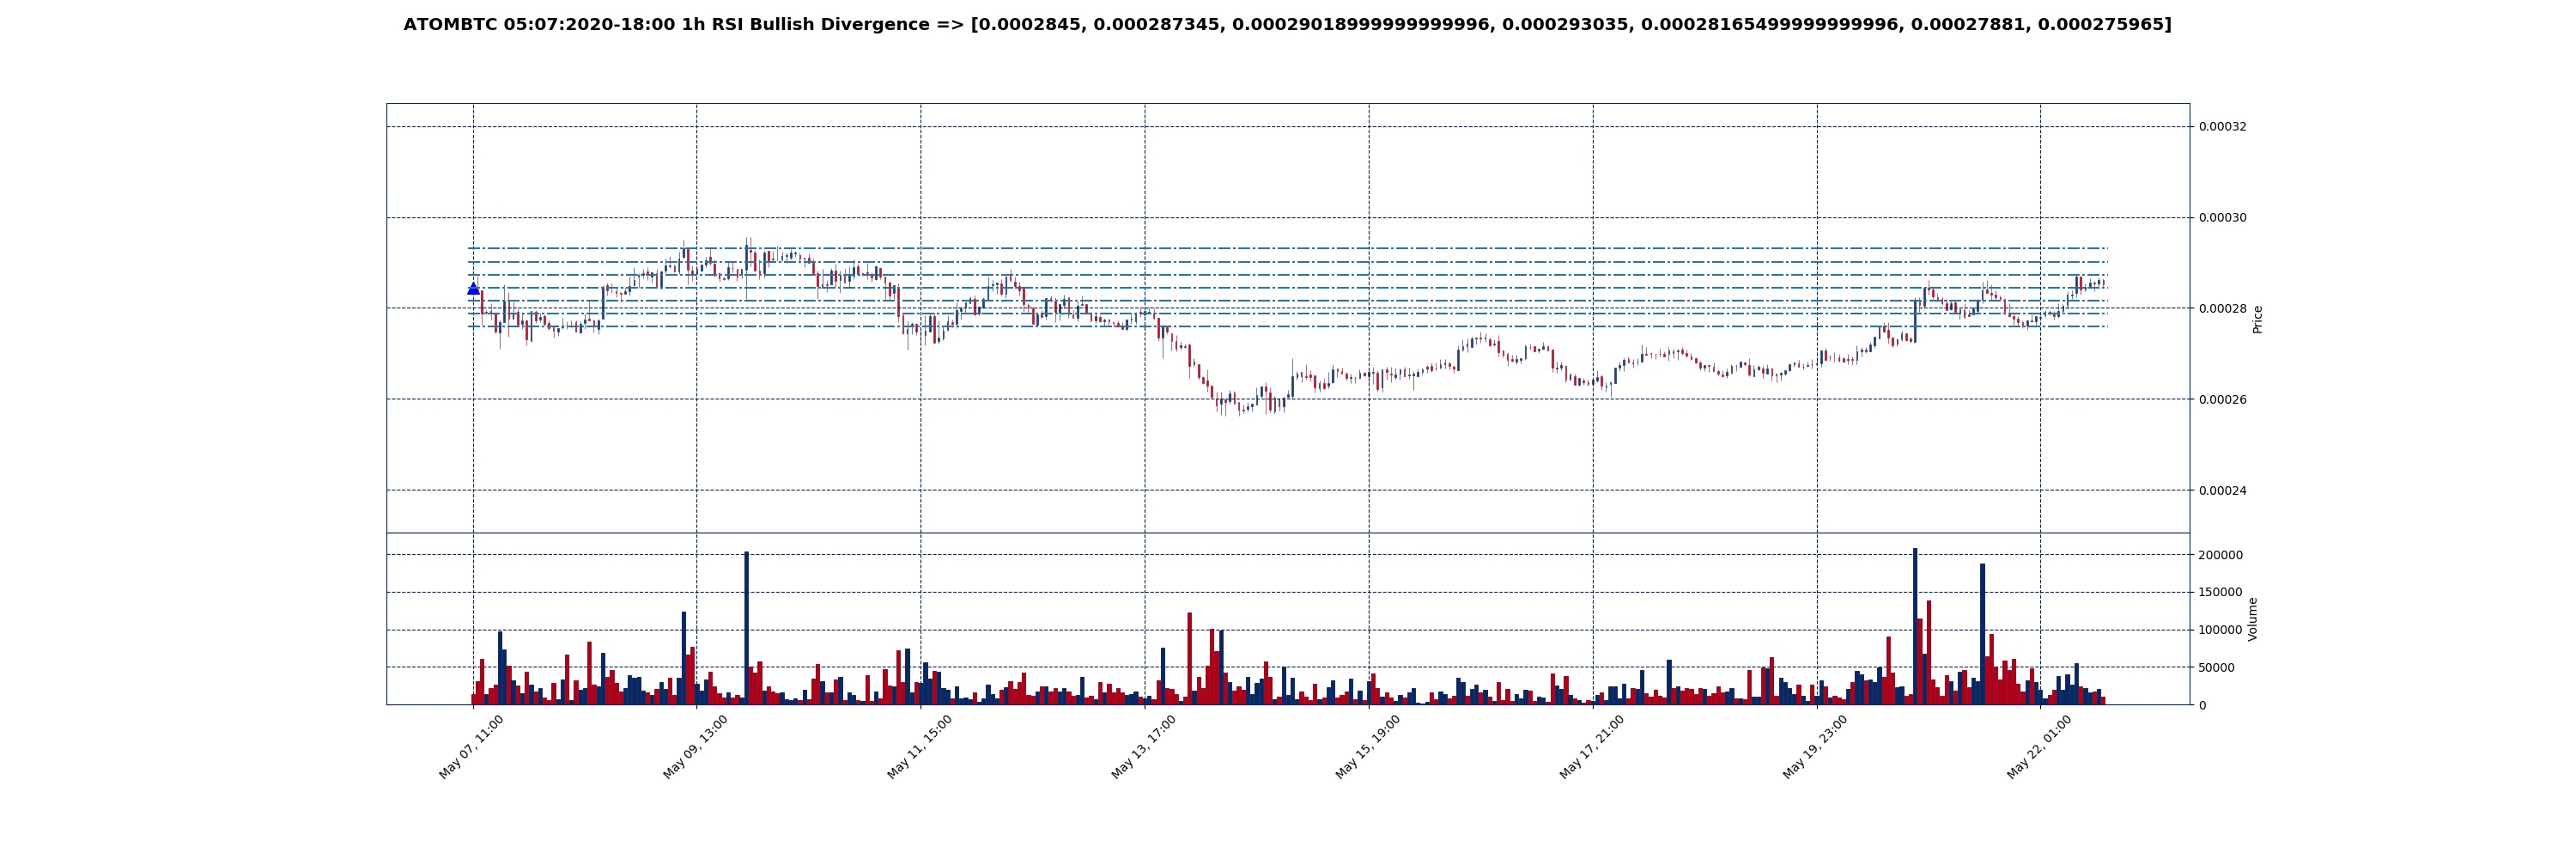 ATOMBTC 05:07:2020-18:00 1h RSI Bullish Divergence => [0.0002845, 0.000287345, 0.00029018999999999996, 0.000293035, 0.00028165499999999996, 0.00027881, 0.000275965]
0.00032
0.00030
0.00028
0.00026
0.00024
Price
200000
150000
100000
50000
0
Volume
May 07, 11:00
May 09, 13:00
May 11, 15:00
May 13, 17:00
May 15, 19:00
May 17, 21:00
May 19, 23:00
May 22, 01:00